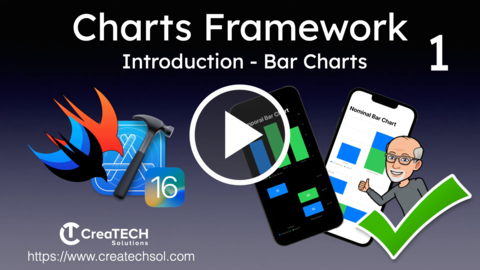 Charts Framework
Introduction - Bar Charts
1
Nominal Bar Chart
16
CreaTECH
Solutions
https://www.createchsol.com